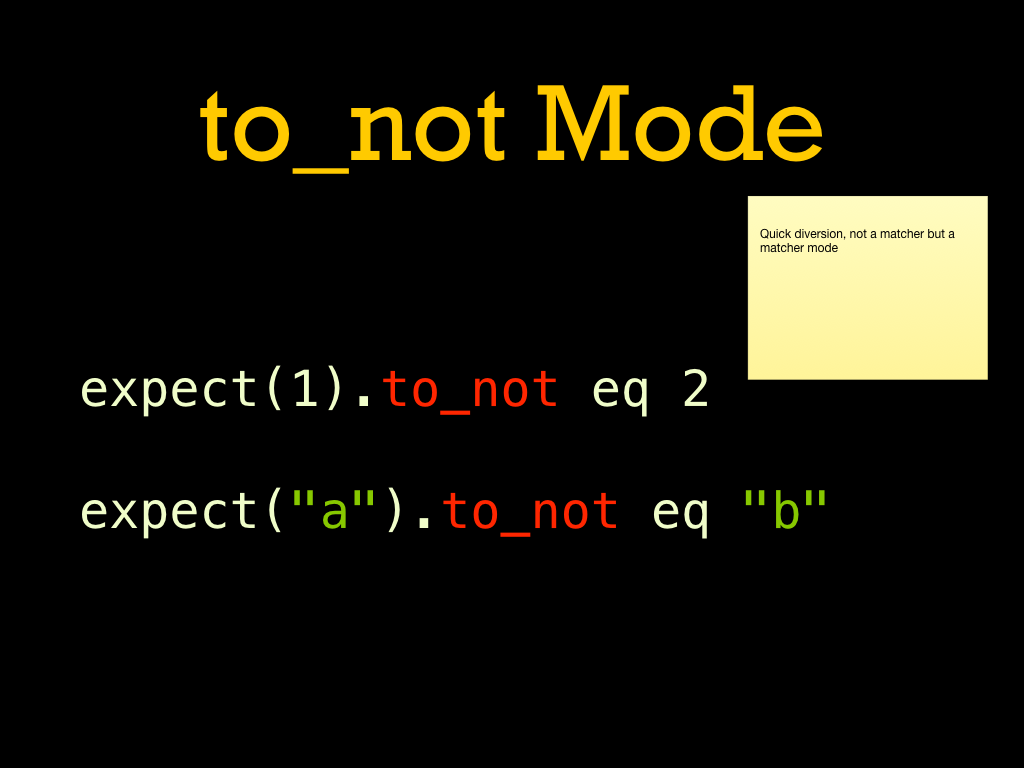 to_not Mode
Quick diversion, not a matcher but a
matcher mode
expect(1).to_not eq 2
expect("a").to_not eq "b"